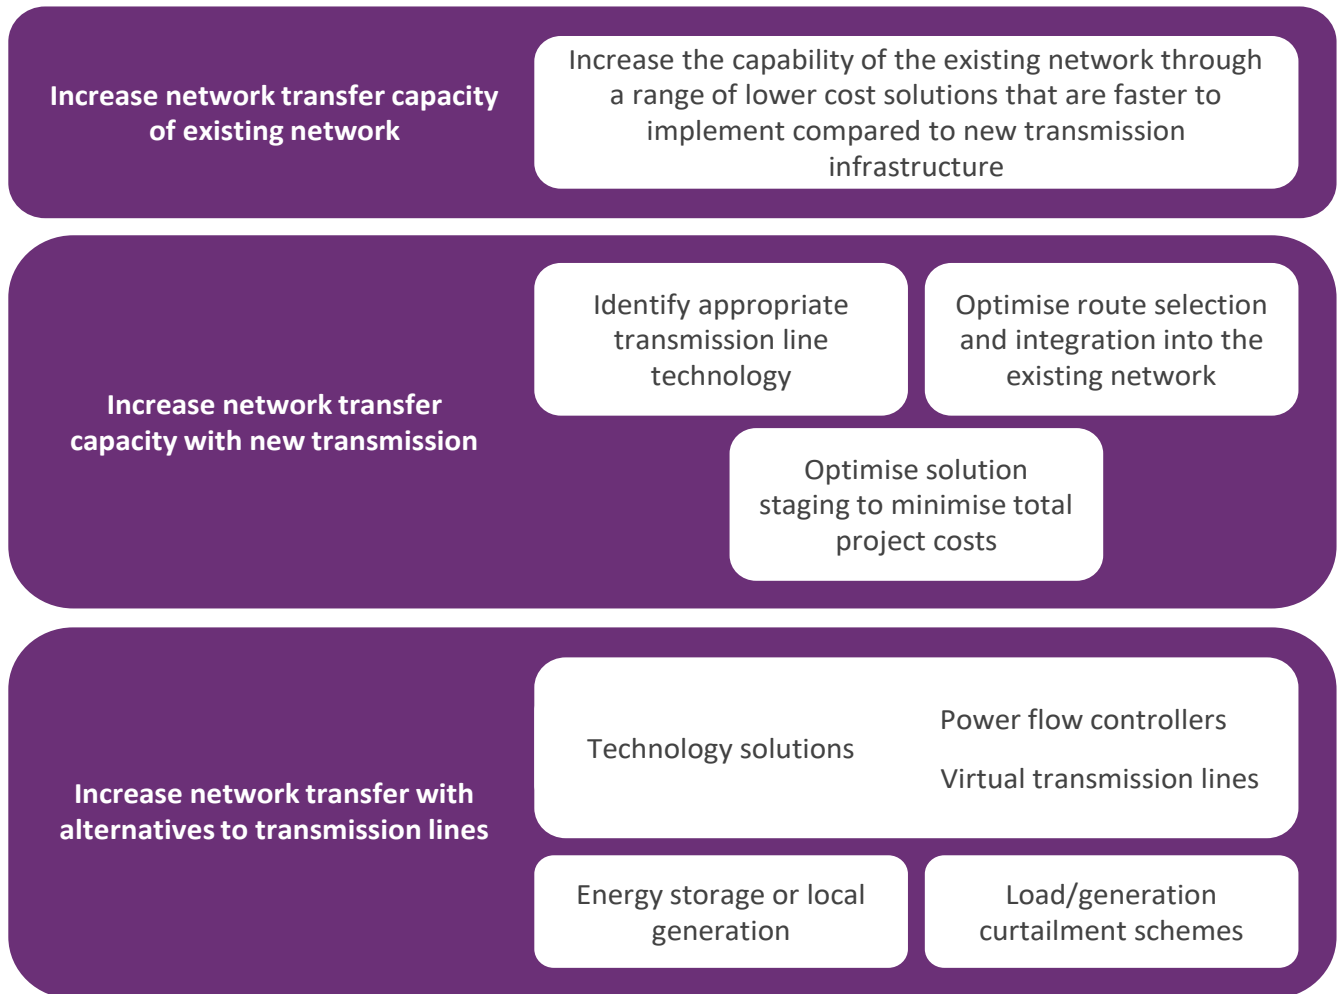 Increase network transfer capacity
of existing network
Increase the capability of the existing network through
a range of lower cost solutions that are faster to
implement compared to new transmission
infrastructure
Increase network transfer
capacity with new transmission
Identify appropriate
transmission line
technology
Optimise route selection
and integration into the
existing network
Optimise solution
staging to minimise total
project costs
Increase network transfer with
alternatives to transmission lines
Technology solutions
Power flow controllers
Virtual transmission lines
Energy storage or local
generation
Load/generation
curtailment schemes